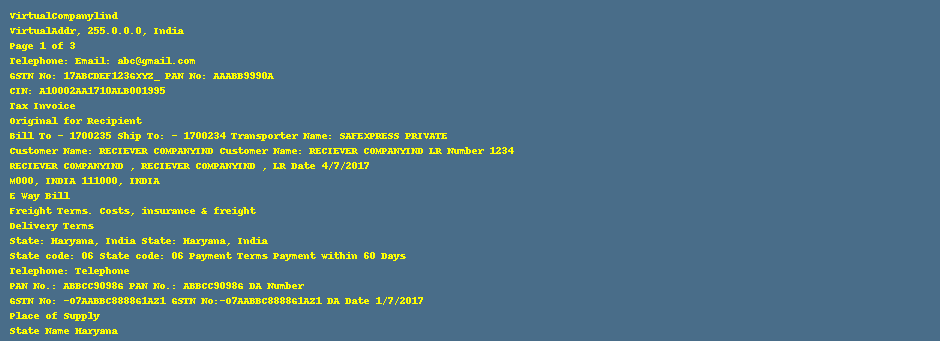 VirtualCompanylind
VirtualAddr, 255.0.0.0, India
Page 1 of 3
Telephone: Email: abc@gmail.com
GSTN No: 17ABCDEF123GXYZ_ PAN No: AAABB9990A
CIN: A10002AA1710ALB001995
Tax Invoice
Original for Recipient
Bill To - 1700235 Ship To: - 1700234 Transporter Name: SAFEXPRESS PRIVATE
Customer Name: RECIEVER COMPANYIND Customer Name: RECIEVER COMPANYIND LR Number 1234
RECIEVER COMPANYIND , RECIEVER COMPANYIND , LR Date 4/7/2017
M000, INDIA 111000, INDIA
E Way Bill
Freight Terms. Costs, insurance & freight
Delivery Terms
State: Haryana, India State: Haryana, India
State code: 06 State code: 06 Payment Terms Payment within 60 Days
Telephone: Telephone
PAN No.: ABBCC9098G PAN No.: ABBCC9098G DA Number
GSTN No: -07AABBC8888G1AZ1 GSTN No:-07AABBC8888G1AZ1 DA Date 1/7/2017
Place of Supply
State Name Haryana